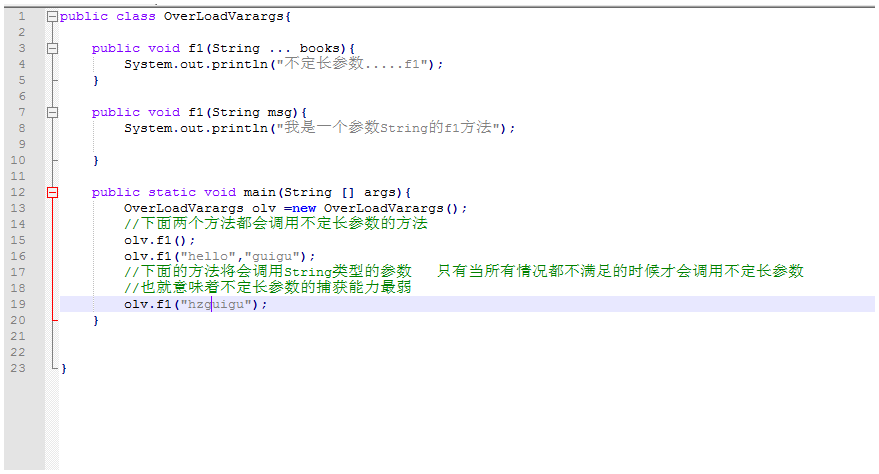 1 public class OverLoadVarargs{
2
3 public void f1(String ... books){
4 System.out.println("不定长参数.....f1");
5 }
6
7 public void f1(String msg){
8 System.out.println("我是一个参数String的f1方法");
9
10 }
11
12 public static void main(String [] args){
13 OverLoadVarargs olv =new OverLoadVarargs();
14 //下面两个方法都会调用不定长参数的方法
15 olv.f1();
16 olv.f1("hello","guigu");
17 //下面的方法将会调用String类型的参数 只有当所有情况都不满足的时候才会调用不定长参数
18 //也就意味着不定长参数的捕获能力最弱
19 olv.f1("hzguigu");
20 }
21
22
23 }